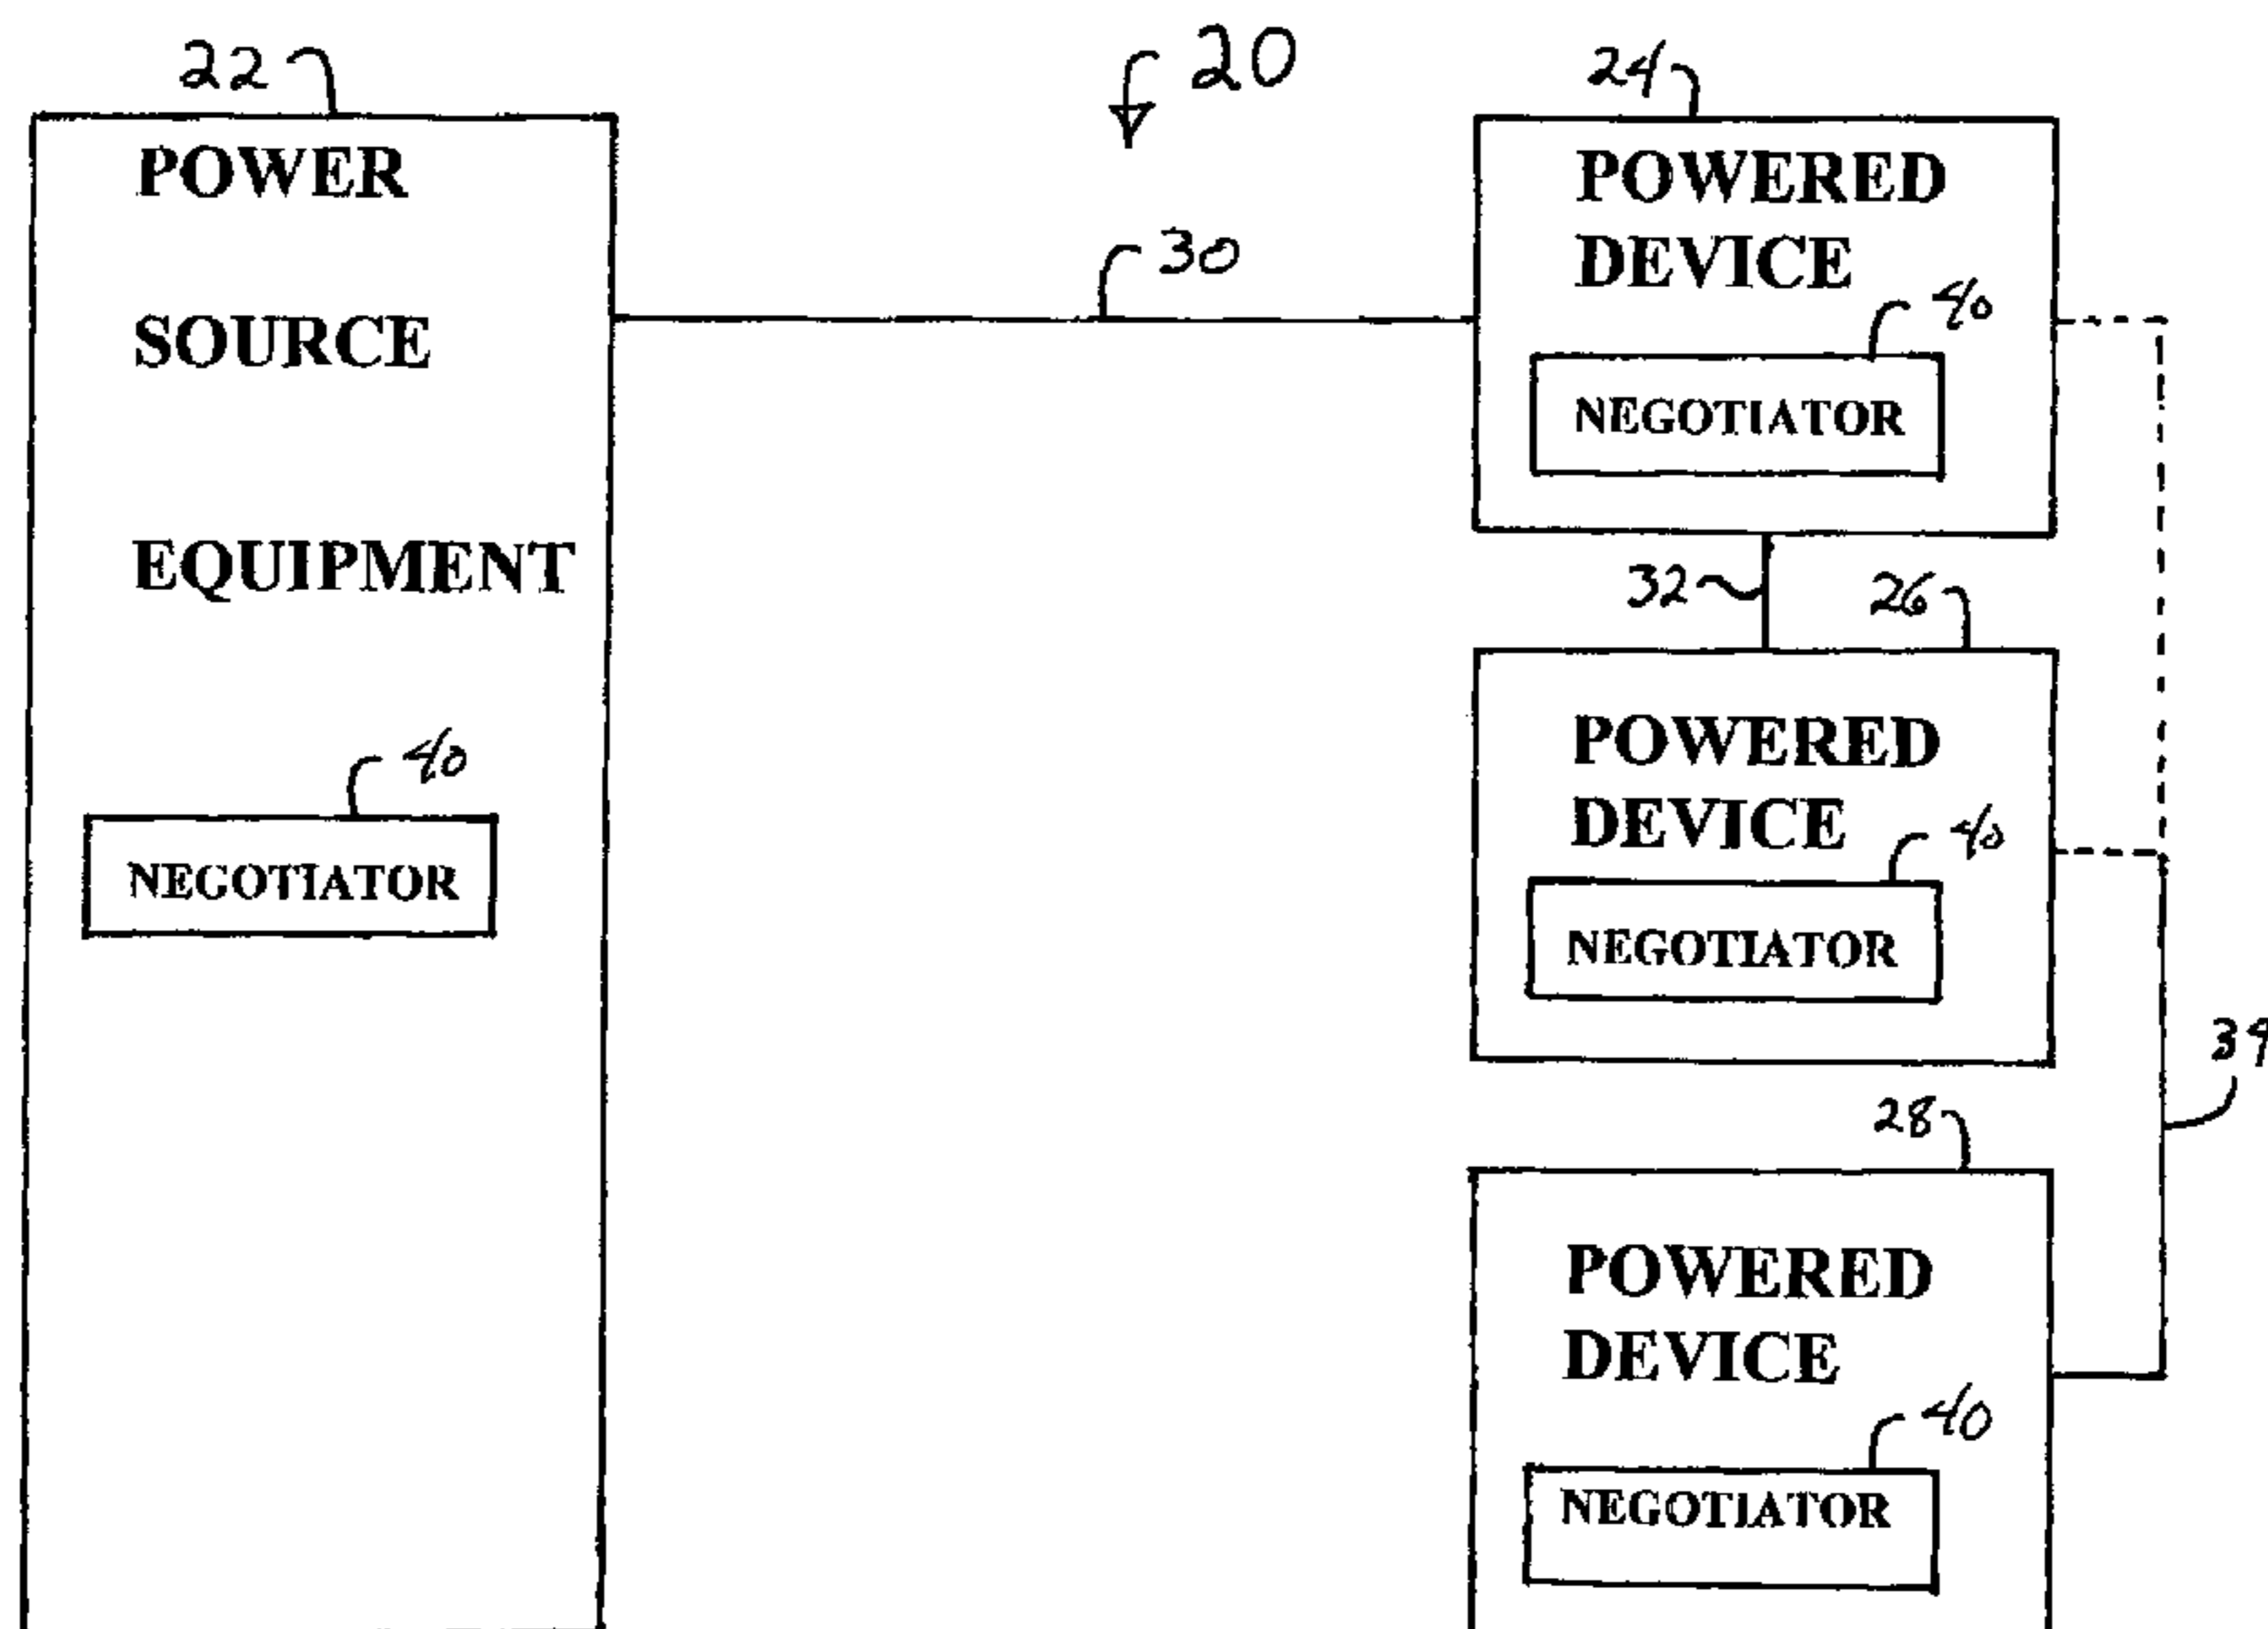 20
22
POWER
SOURCE
EQUIPMENT
40
NEGOTIATOR
30
24
POWERED
DEVICE
40
NEGOTIATOR
32
26
POWERED
DEVICE
40
NEGOTIATOR
28
POWERED
DEVICE
40
NEGOTIATOR